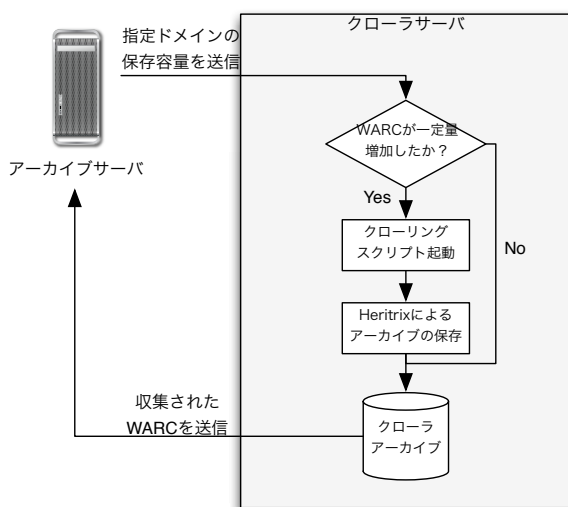 クローラサーバ
指定ドメインの
保存容量を送信
アーカイブサーバ
WARCが一定量
増加したか？
Yes
No
クローリング
スクリプト起動
Heritrixによる
アーカイブの保存
収集された
WARCを送信
クローラ
アーカイブ